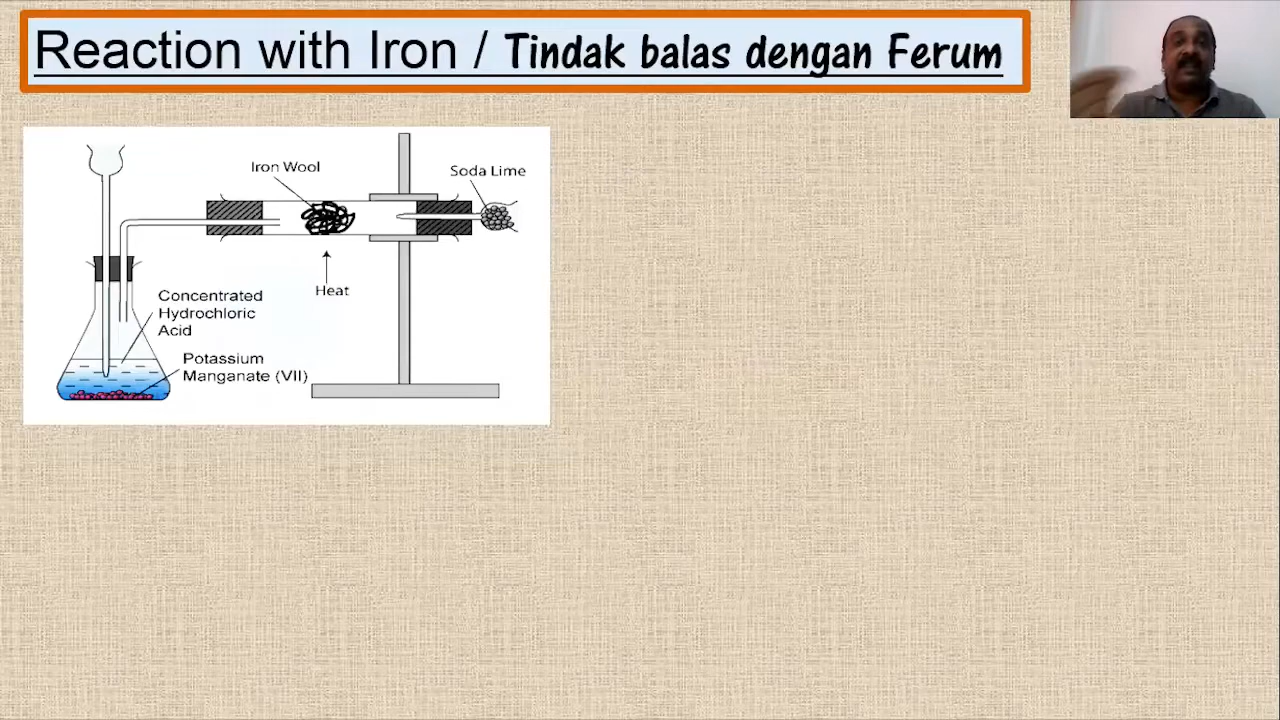 Reaction with Iron / Tindak balas dengan Ferum
Iron Wool
Soda Lime
Heat
Concentrated
Hydrochloric
Acid
Potassium
Manganate (VII)